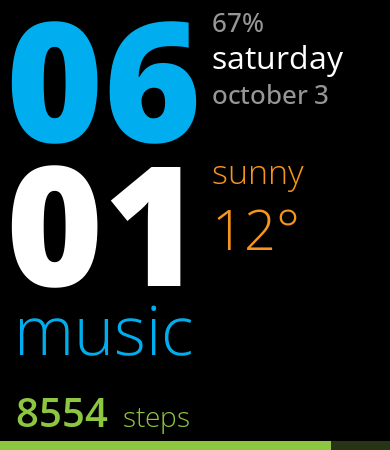 06
67%
saturday
october 3
01
sunny
12°
music
8554 steps